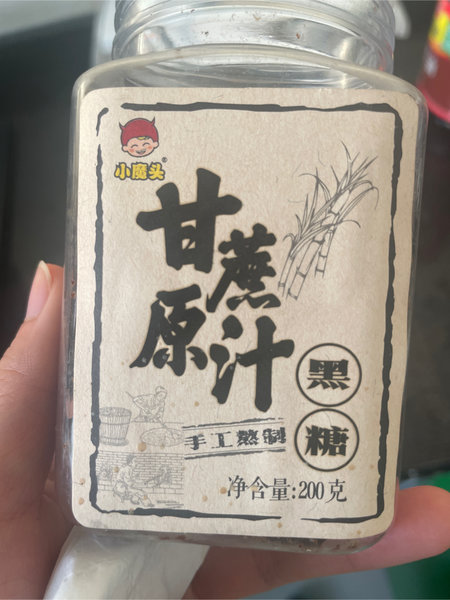 小魔头®
甘蔗
原汁
黑糖
手工熬制
净含量:200克